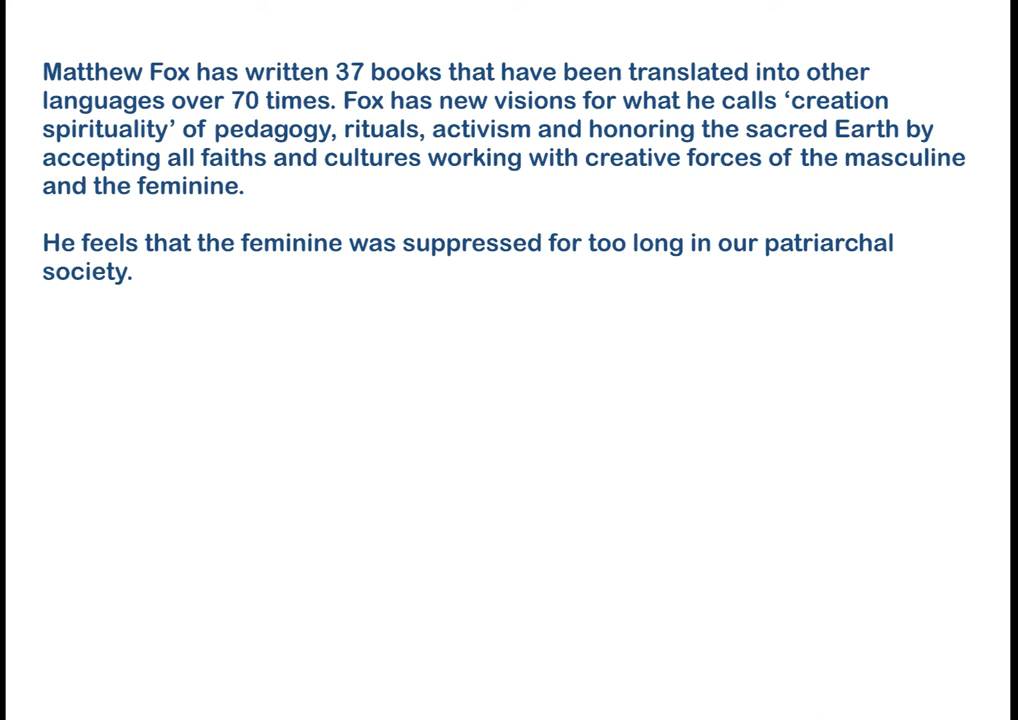 Matthew Fox has written 37 books that have been translated into other
languages over 70 times. Fox has new visions for what he calls ‘creation
spirituality’ of pedagogy, rituals, activism and honoring the sacred Earth by
accepting all faiths and cultures working with creative forces of the masculine
and the feminine.
He feels that the feminine was suppressed for too long in our patriarchal
society.